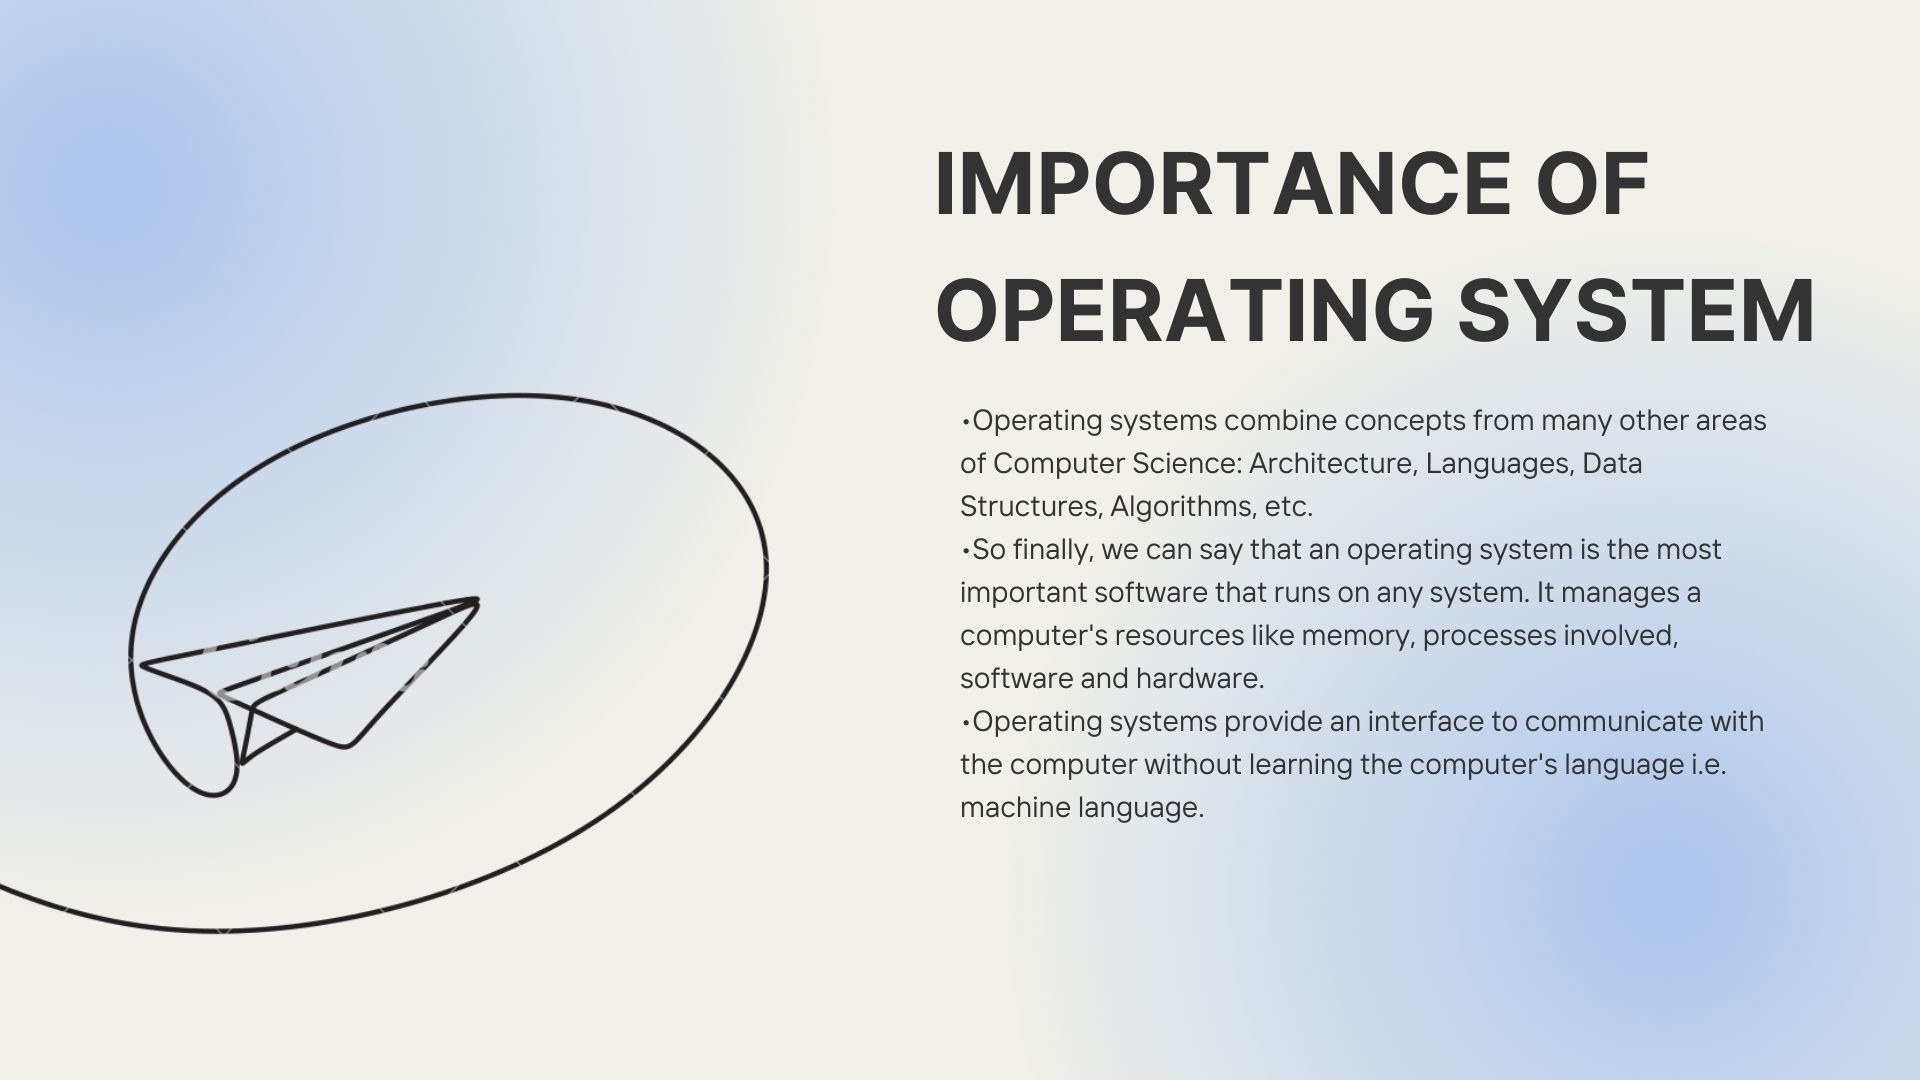 IMPORTANCE OF
OPERATING SYSTEM
•Operating systems combine concepts from many other areas
of Computer Science: Architecture, Languages, Data
Structures, Algorithms, etc.
•So finally, we can say that an operating system is the most
important software that runs on any system. It manages a
computer's resources like memory, processes involved,
software and hardware.
•Operating systems provide an interface to communicate with
the computer without learning the computer's language i.e.
machine language.